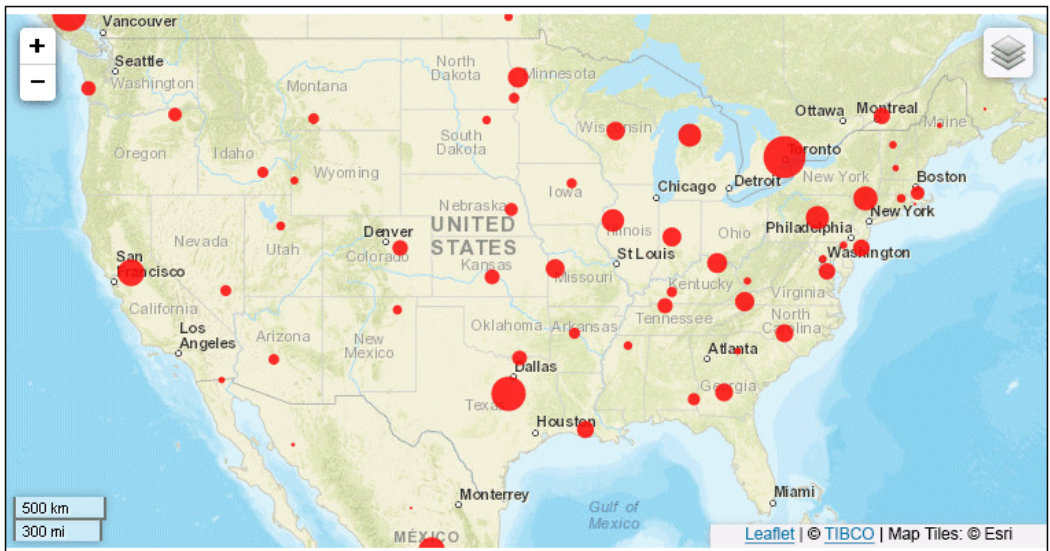 Vancouver
+
Seattle
−
Washington
North
Dakota
Minnesota
Montana
Ottawa
Montreal
Maine
Wisconsin
South
Dakota
Oregon
Idaho
Toronto
Wyoming
New York
Boston
Iowa
Chicago
Detroit
Nebraska
New York
UNITED
STATES
Denver
Illinois
Ohio
Philadelphia
Nevada
Utah
Colorado
San
Francisco
Kansas
St Louis
Missouri
Washington
Kentucky
Virginia
California
Los
Angeles
Arizona
New
Mexico
Oklahoma
Arkansas
Tennessee
North
Carolina
Atlanta
Dallas
Texas
Georgia
Houston
Monterrey
Miami
Gulf of
Mexico
500 km
300 mi
MÉXICO
Leaflet | © TIBCO | Map Tiles: © Esri